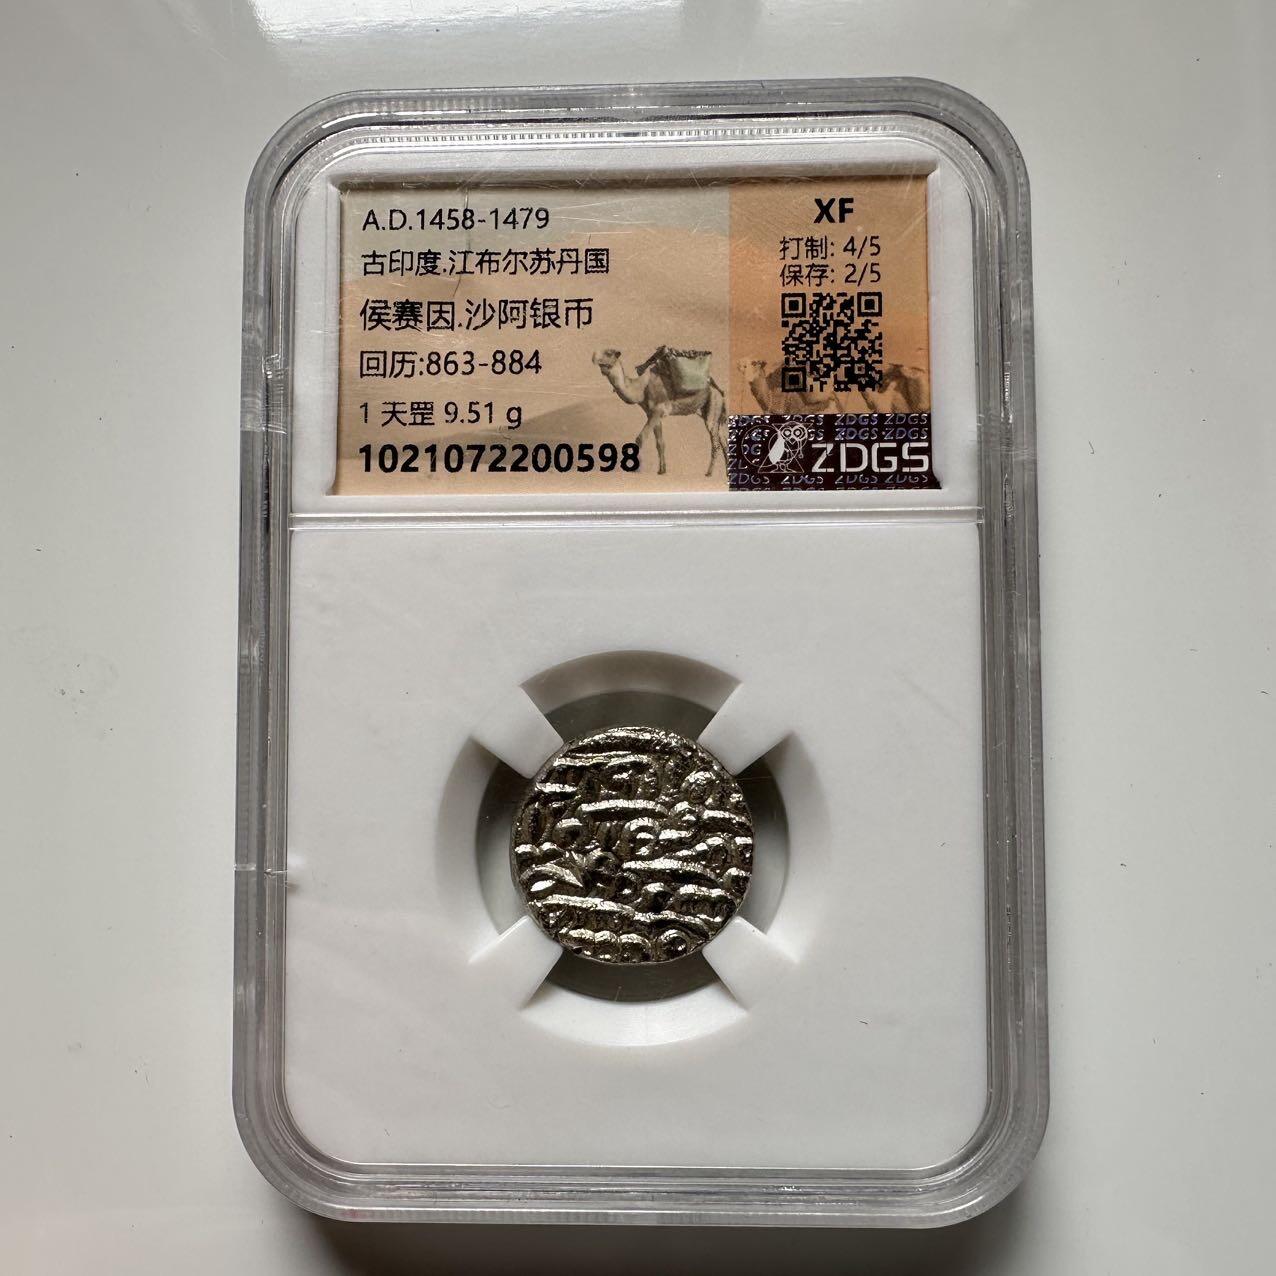 A.D.1458-1479
古印度.江布尔苏丹国
侯赛因.沙阿银币
回历:863-884
1 天罡 9.51 g
1021072200598
XF
打制: 4/5
保存: 2/5
ZDGS